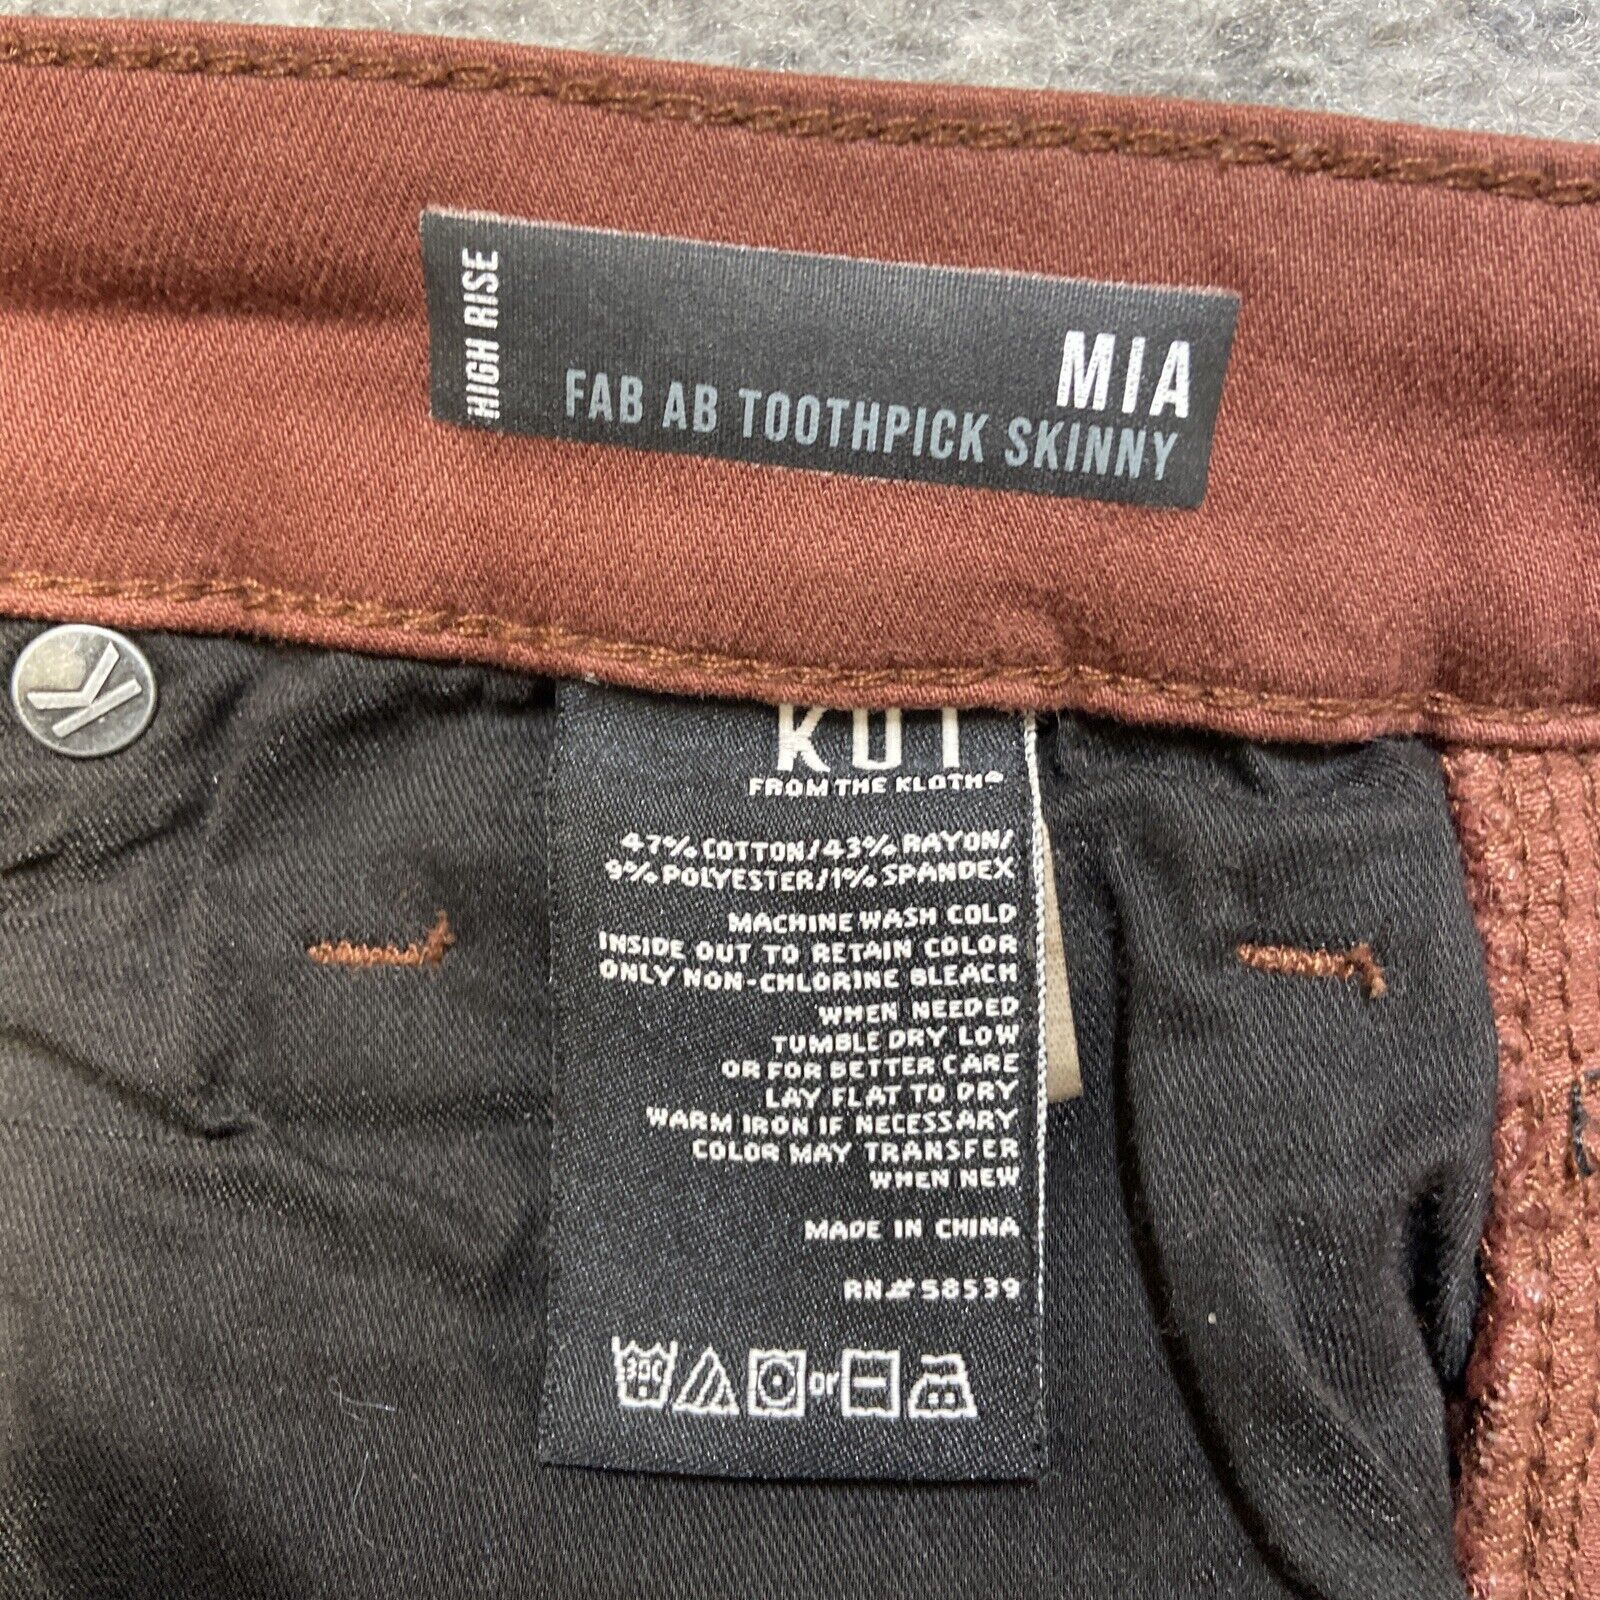 HIGH RISE
MIA
FAB AB TOOTHPICK SKINNY
K
KUT
FROM THE KLOTH®
47% COTTON/43% RAYON/
9% POLYESTER/1% SPANDEX
MACHINE WASH COLD
INSIDE OUT TO RETAIN COLOR
ONLY NON-CHLORINE BLEACH
WHEN NEEDED
TUMBLE DRY LOW
OR FOR BETTER CARE
LAY FLAT TO DRY
WARM IRON IF NECESSARY
COLOR MAY TRANSFER
WHEN NEW
MADE IN CHINA
RN# 58539
30C or